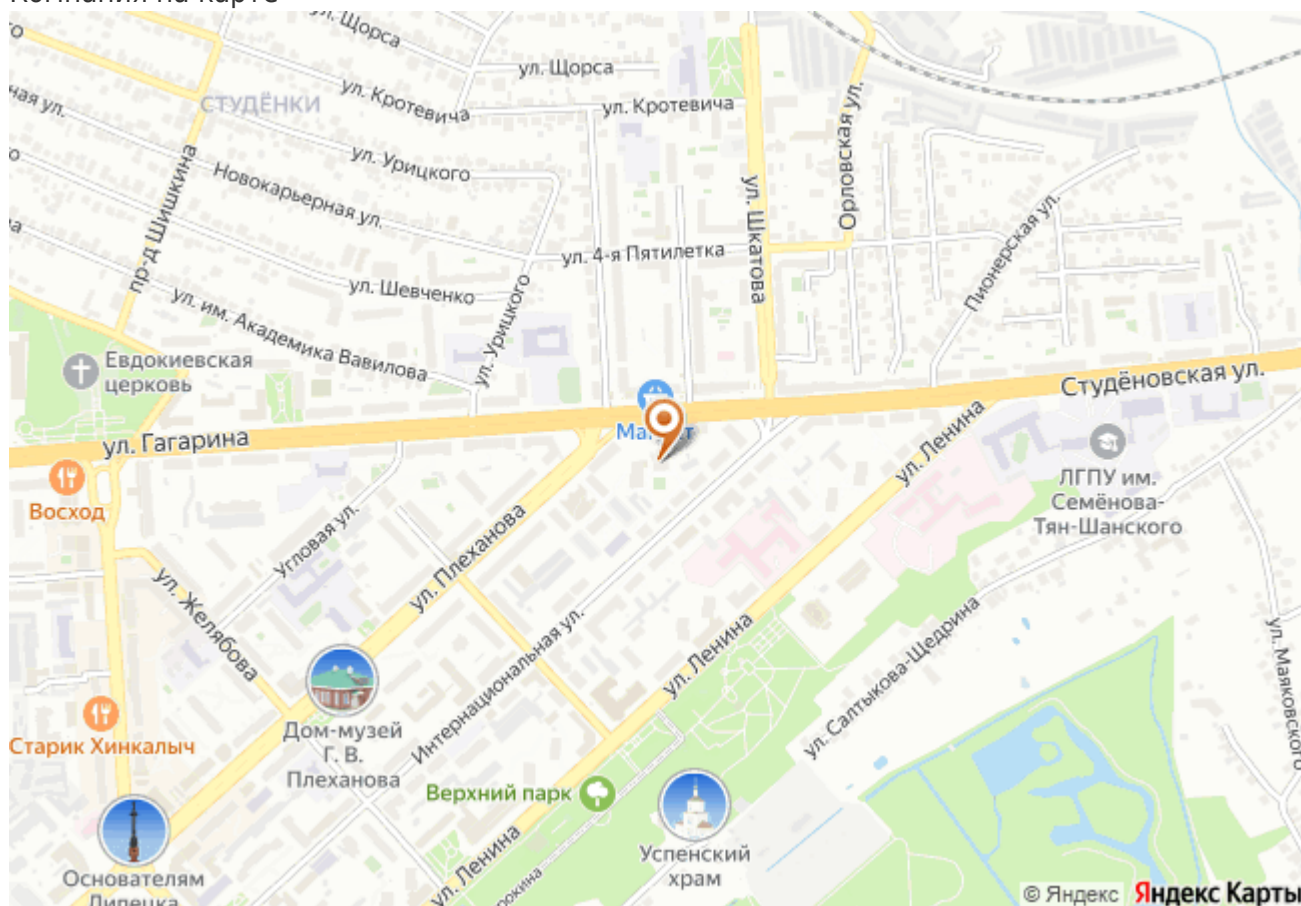 Компания на карте
ул. Щорса
ул. Щорса
ул. Кротевича
ул. Кротевича
СТУДЁНКИ
ул. Урицкого
Новокарьерная ул.
пр-д Шишкина
ул. Шкатова
Орловская ул.
Пионерская ул.
ул. 4-я Пятилетка
ул. Шевченко
ул. Урицкого
ул. им. Академика Вавилова
Евдокиевская
церковь
Студёновская ул.
ул. Гагарина
ул. Ленина
ЛГПУ им.
Семёнова-
Тян-Шанского
Восход
Угловая ул.
ул. Плеханова
ул. Желябова
Интернациональная ул.
ул. Ленина
ул. Салтыкова-Щедрина
ул. Маяковского
Старик Хинкалыч
Дом-музей
Г. В.
Плеханова
Верхний парк
Успенский
храм
ул. Ленина
Основателям
Липецка
© Яндекс Яндекс Карты